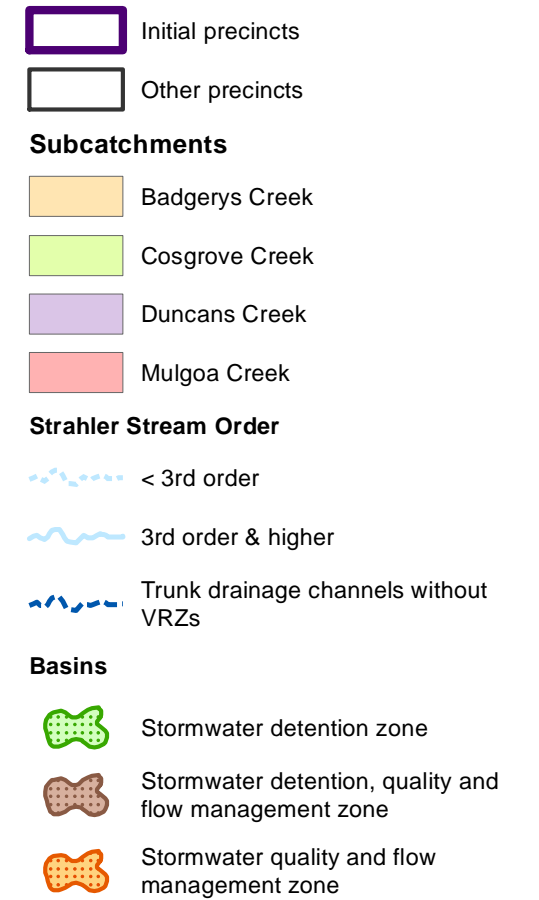 Initial precincts
Other precincts
Subcatchments
Badgerys Creek
Cosgrove Creek
Duncans Creek
Mulgoa Creek
Strahler Stream Order
< 3rd order
3rd order & higher
Trunk drainage channels without
VRZs
Basins
Stormwater detention zone
Stormwater detention, quality and
flow management zone
Stormwater quality and flow
management zone